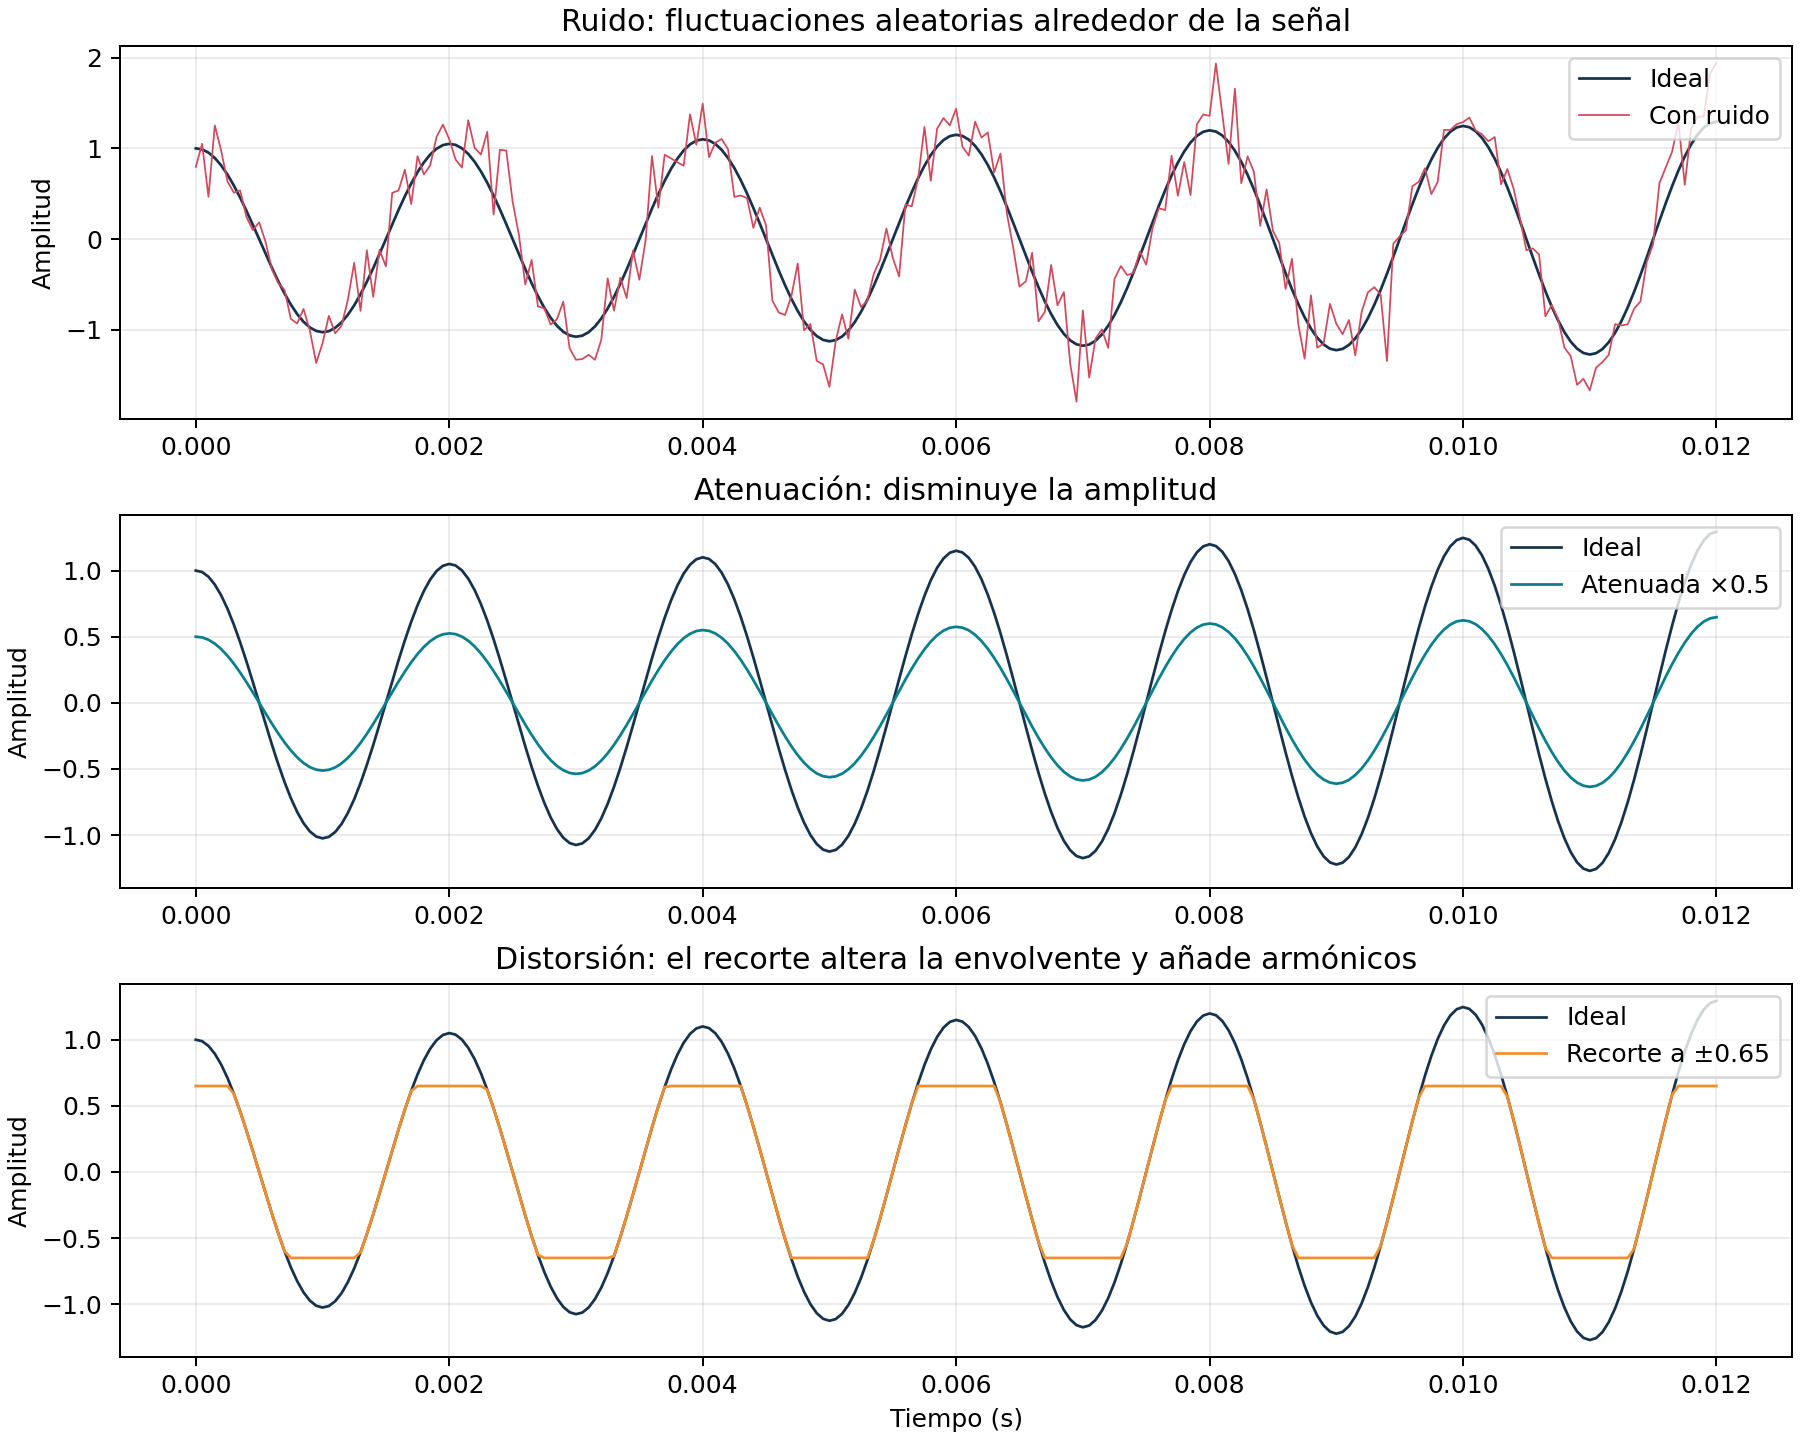 Ruido: fluctuaciones aleatorias alrededor de la señal
Amplitud
2
1
0
−1
Ideal
Con ruido
0.000 0.002 0.004 0.006 0.008 0.010 0.012
Atenuación: disminuye la amplitud
Amplitud
1.0
0.5
0.0
−0.5
−1.0
Ideal
Atenuada ×0.5
0.000 0.002 0.004 0.006 0.008 0.010 0.012
Distorsión: el recorte altera la envolvente y añade armónicos
Amplitud
1.0
0.5
0.0
−0.5
−1.0
Ideal
Recorte a ±0.65
0.000 0.002 0.004 0.006 0.008 0.010 0.012
Tiempo (s)